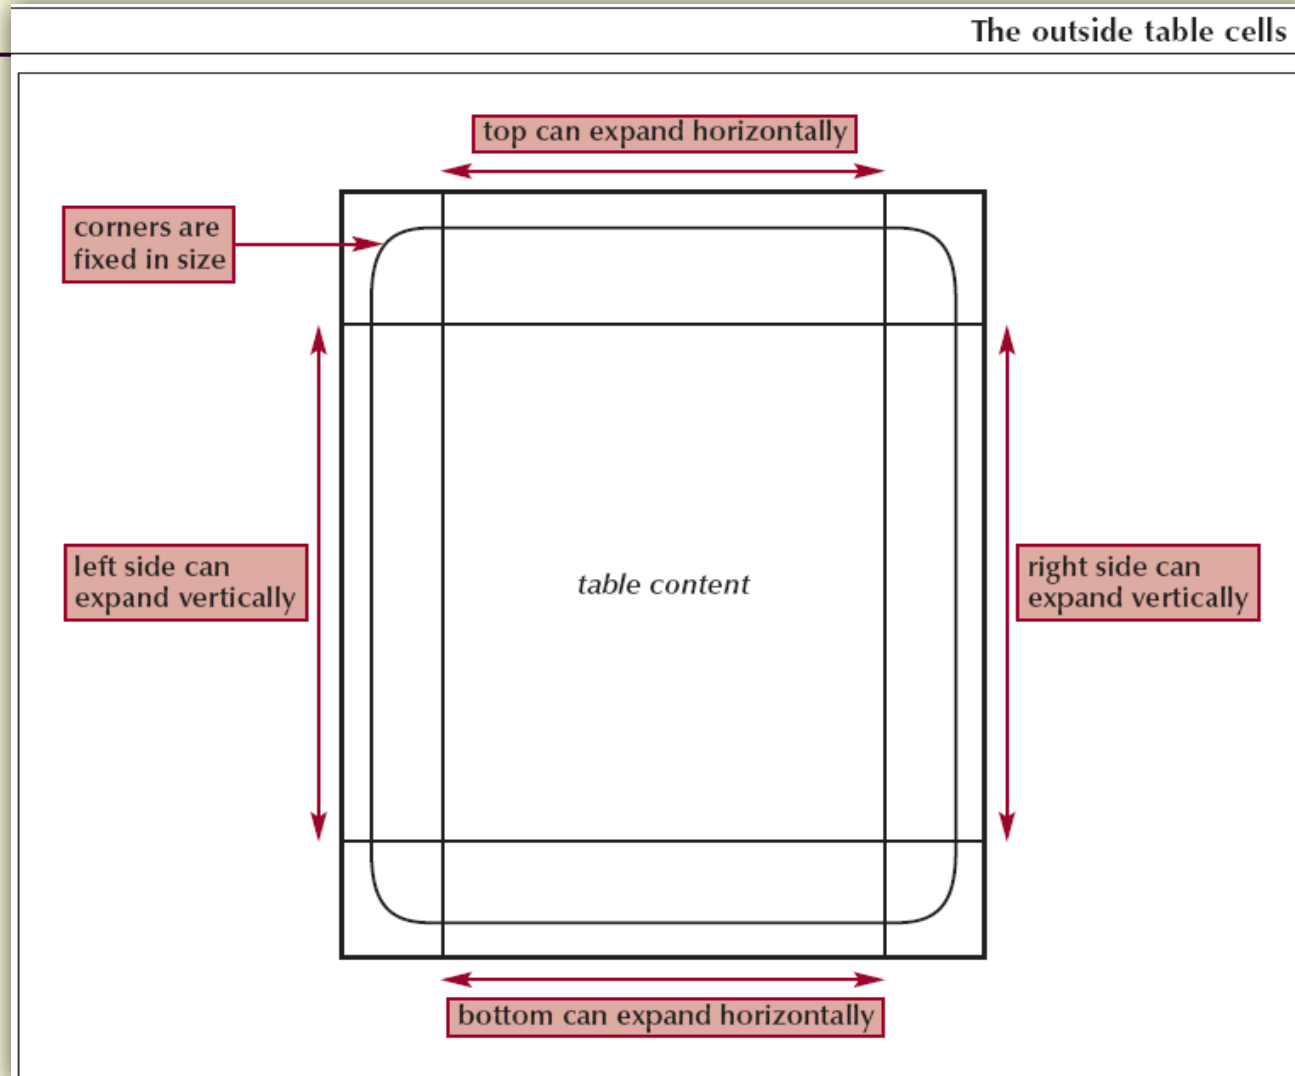 The outside table cells
top can expand horizontally
corners are
fixed in size
left side can
expand vertically
table content
right side can
expand vertically
bottom can expand horizontally